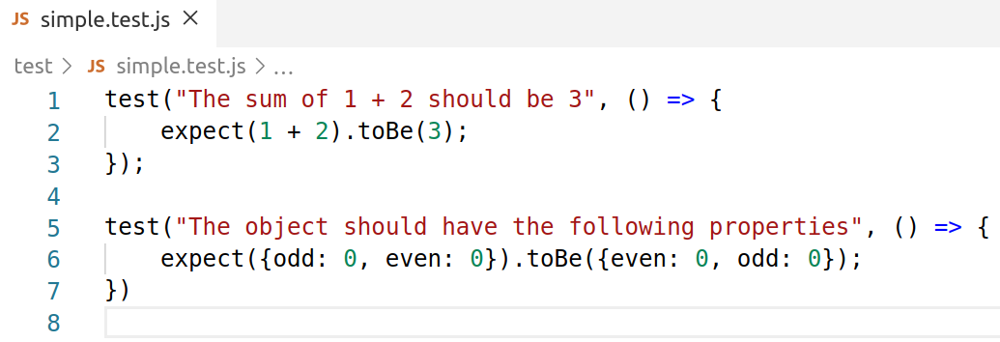 JS simple.test.js ×
test > JS simple.test.js > ...
1 test("The sum of 1 + 2 should be 3", () => {
2     expect(1 + 2).toBe(3);
3 });
4
5 test("The object should have the following properties", () => {
6     expect({odd: 0, even: 0}).toBe({even: 0, odd: 0});
7 })
8